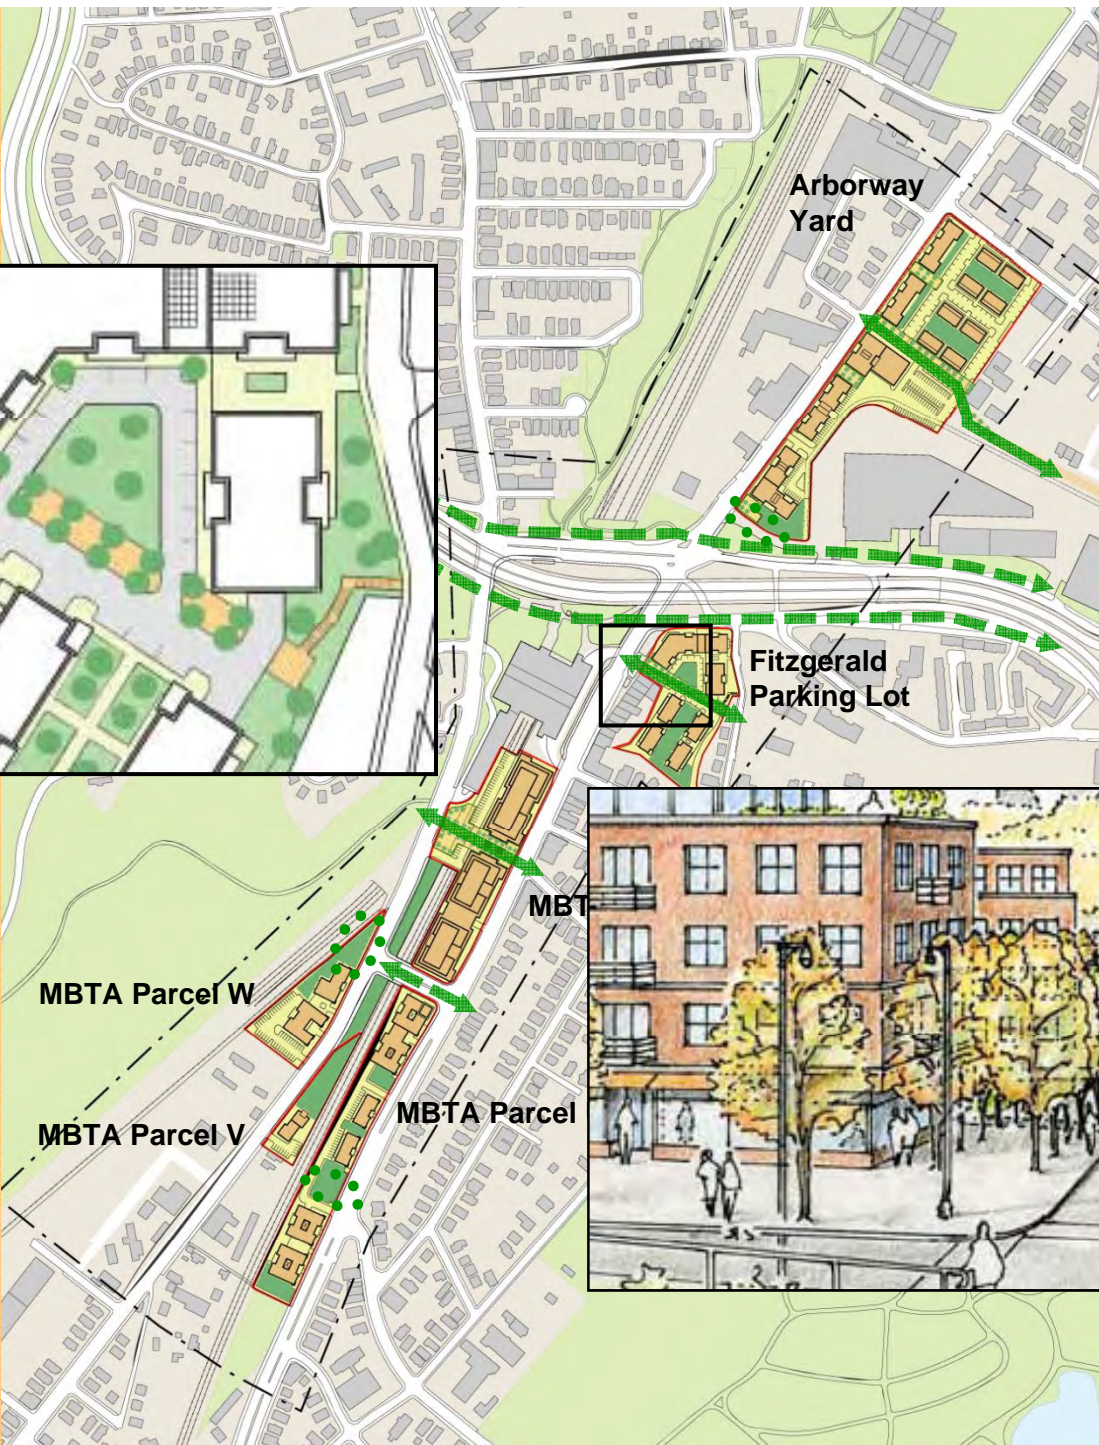 Arborway
Yard
Fitzgerald
Parking Lot
MBT
MBTA Parcel W
MBTA Parcel
MBTA Parcel V